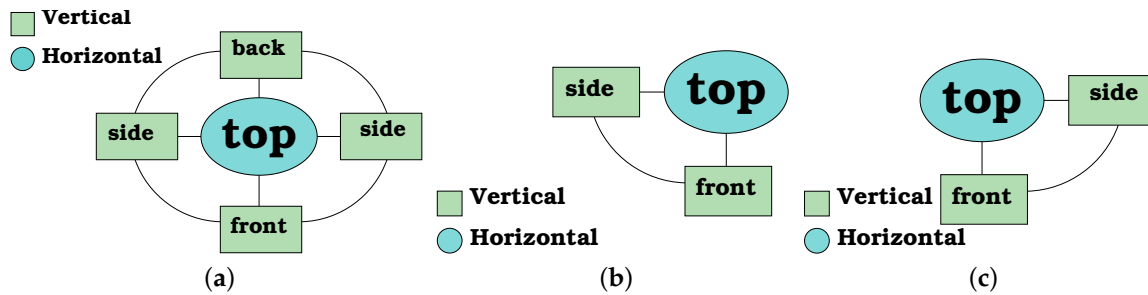 Vertical
Horizontal
back
side
top
side
front
(a)
side
top
front
Vertical
Horizontal
(b)
top
side
front
Vertical
Horizontal
(c)